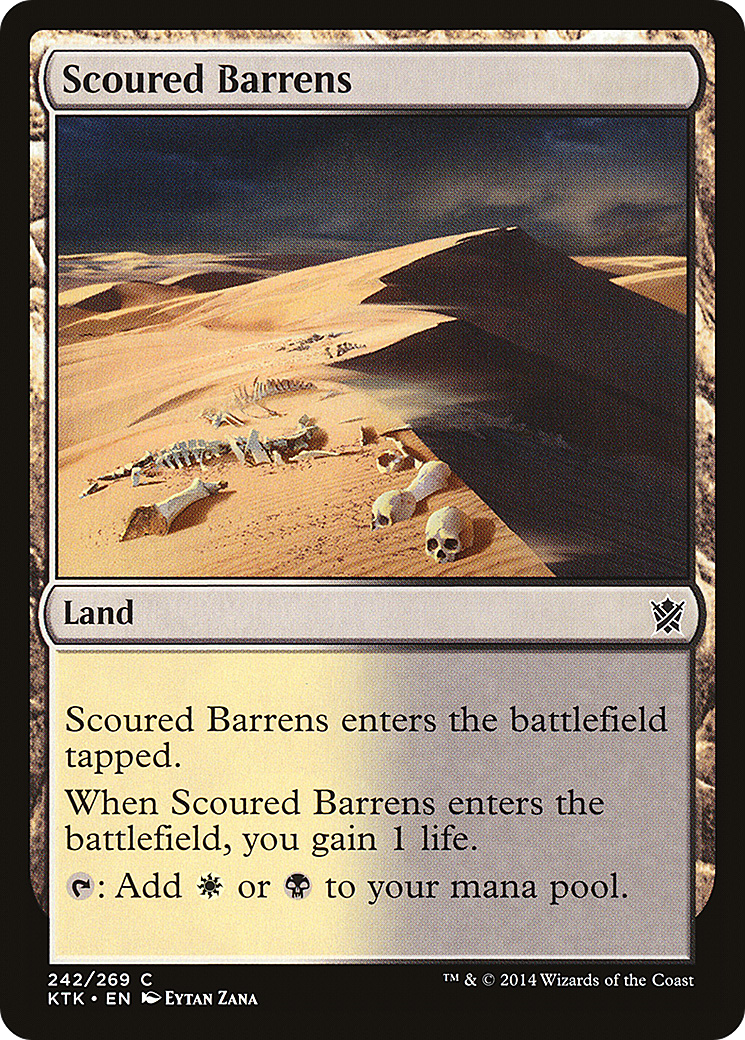 Scoured Barrens
Land
Scoured Barrens enters the battlefield
tapped.
When Scoured Barrens enters the
battlefield, you gain 1 life.
: Add or to your mana pool.
242/269 C
KTK • EN Eytan Zana
™ & © 2014 Wizards of the Coast